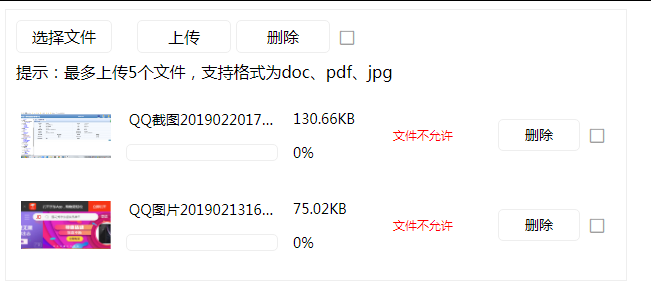 选择文件 上传 删除
提示：最多上传5个文件，支持格式为doc、pdf、jpg
QQ截图2019022017... 130.66KB
文件不允许 删除
0%
QQ图片2019021316... 75.02KB
文件不允许 删除
0%